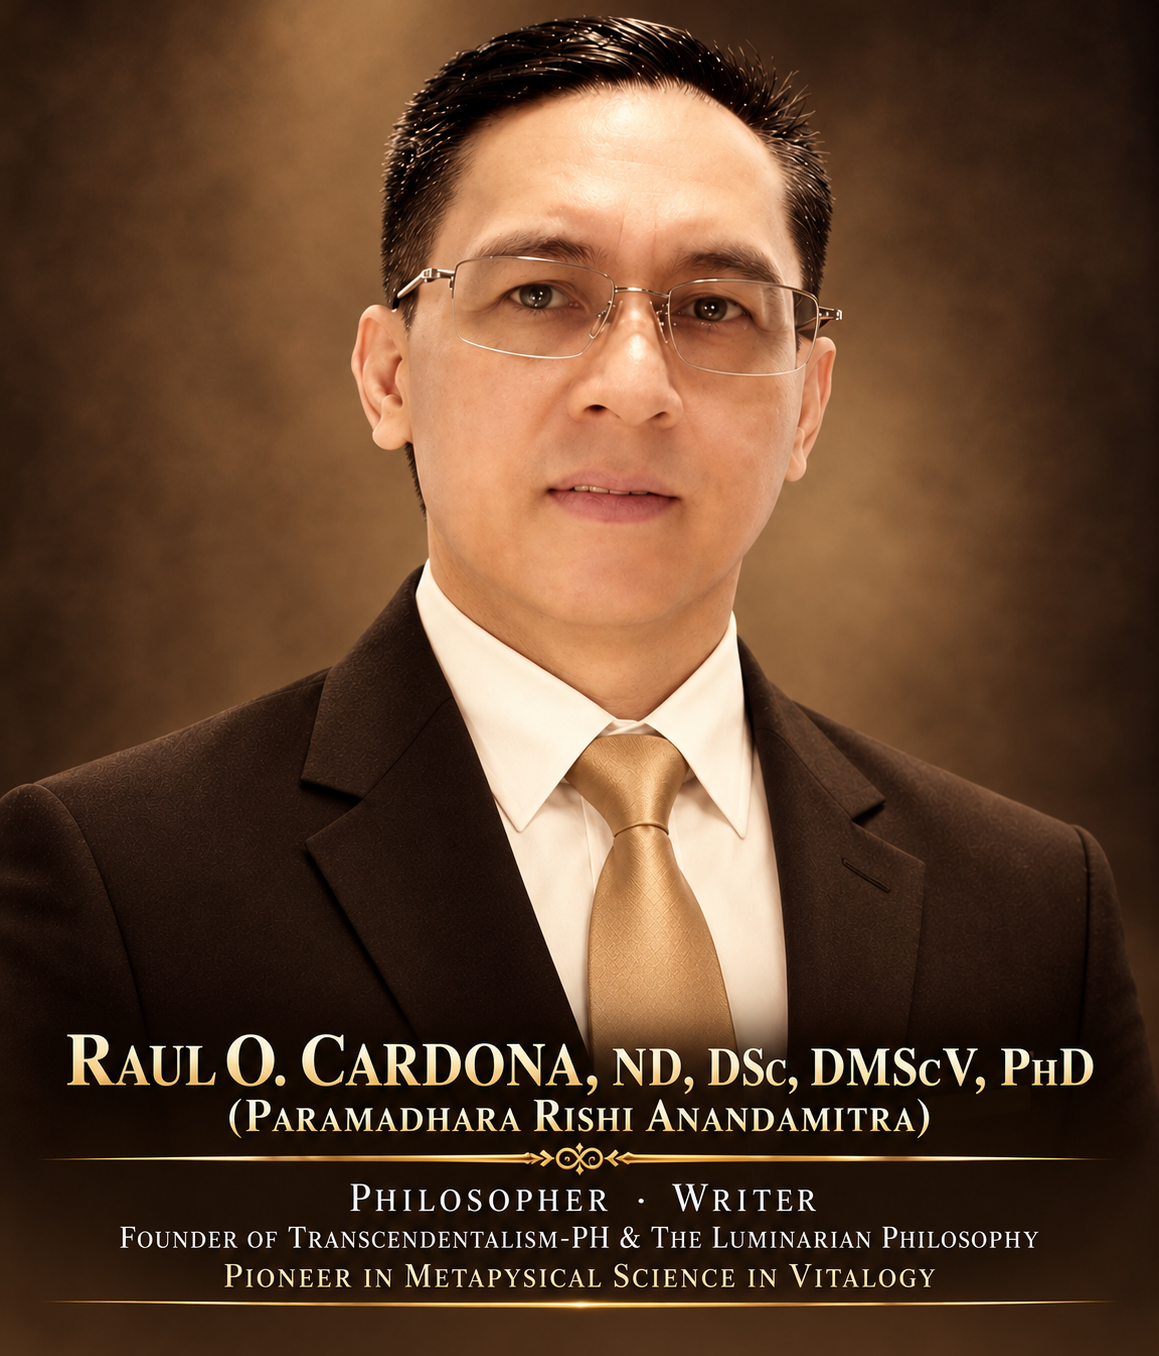 Raul O. Cardona, ND, DSc, DMScV, PhD
(Paramadhara Rishi Anandamitra)
Philosopher · Writer
Founder of Transcendentalism-PH & The Luminarian Philosophy
Pioneer in Metapysical Science in Vitalogy